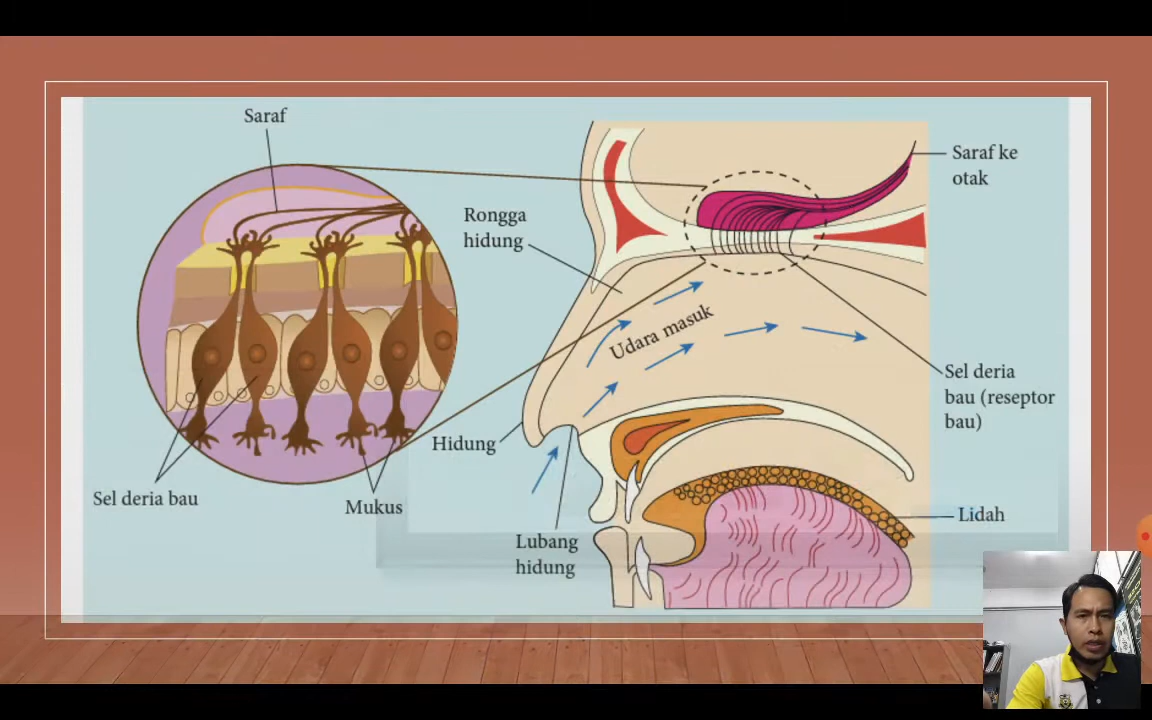 Saraf
Saraf ke
otak
Rongga
hidung
Udara masuk
Sel deria
bau (reseptor
bau)
Hidung
Sel deria bau
Mukus
Lubang
hidung
Lidah